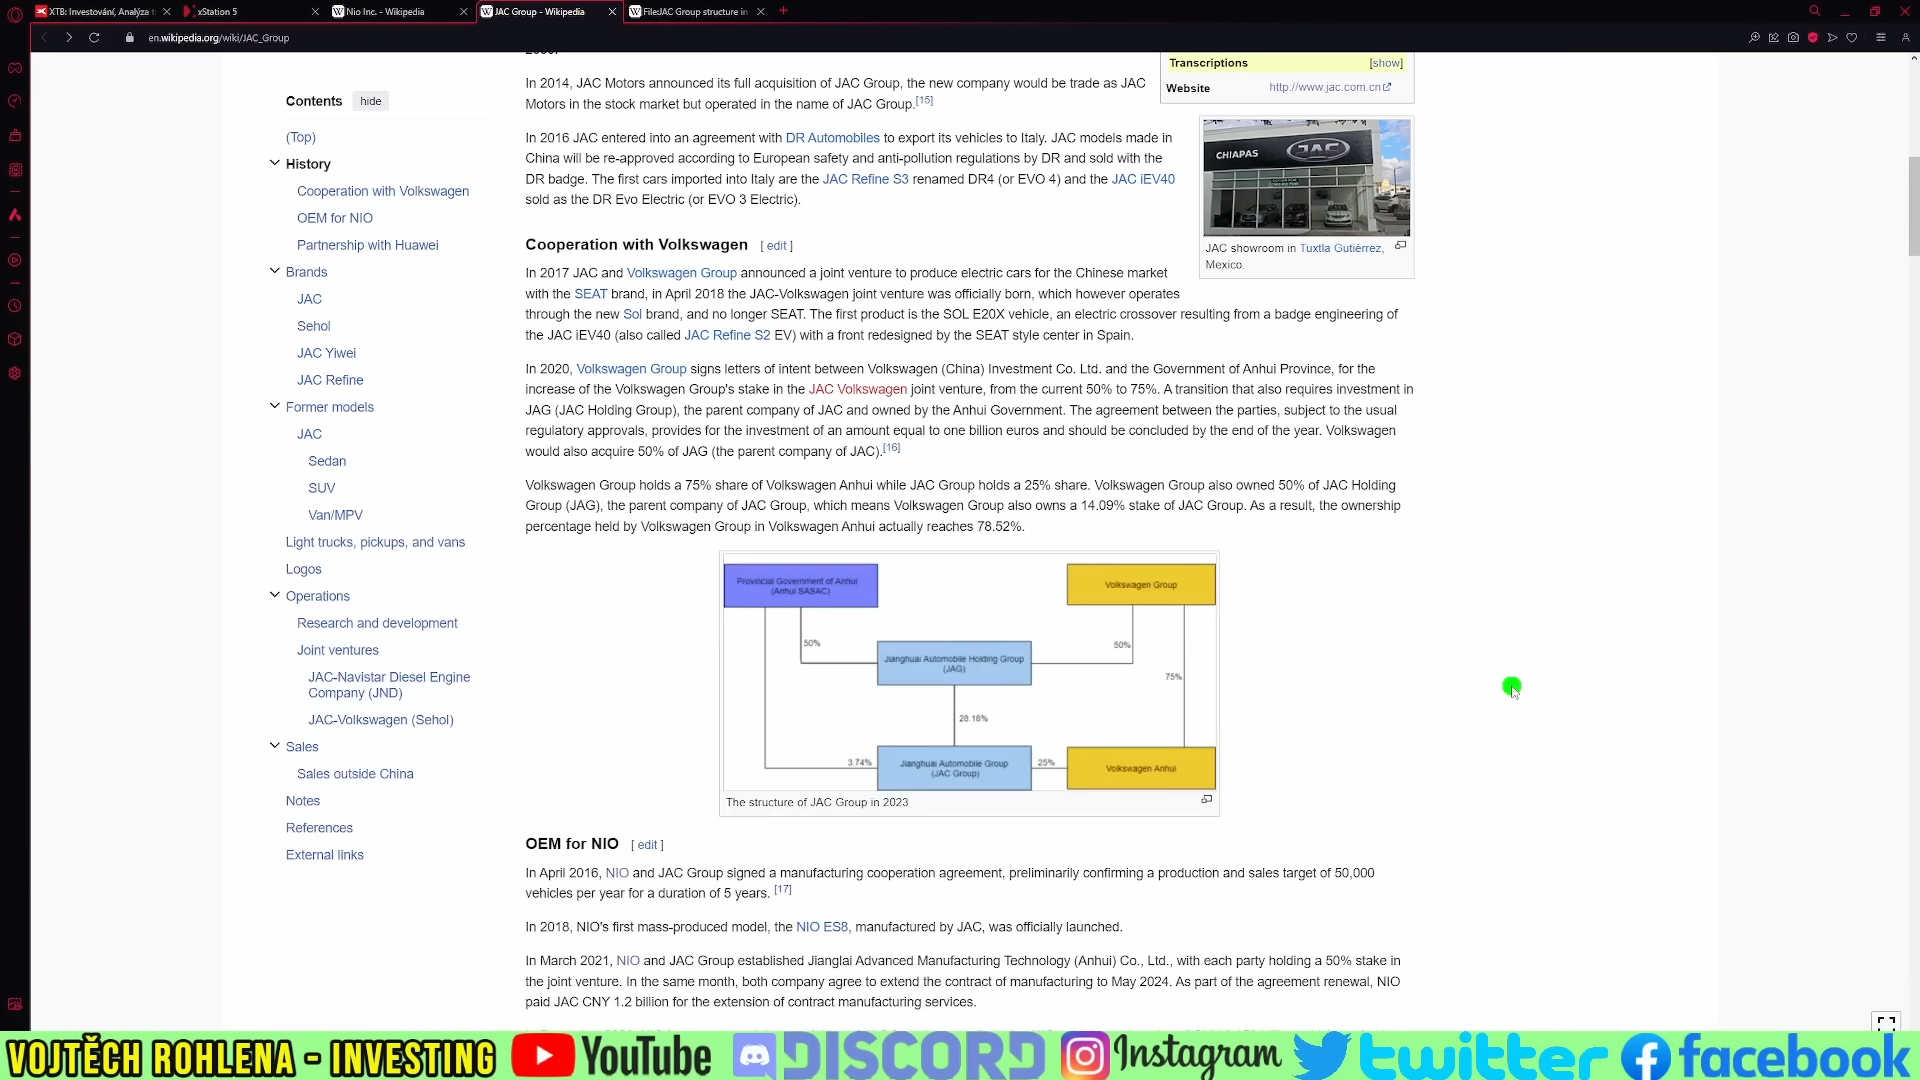 XTB: Investování, Analýza t
xStation 5
Nio Inc. - Wikipedia
JAC Group - Wikipedia
File:JAC Group structure in
en.wikipedia.org/wiki/JAC_Group
Contents
hide
(Top)
History
Cooperation with Volkswagen
OEM for NIO
Partnership with Huawei
Brands
JAC
Sehol
JAC Yiwei
JAC Refine
Former models
JAC
Sedan
SUV
Van/MPV
Light trucks, pickups, and vans
Logos
Operations
Research and development
Joint ventures
JAC-Navistar Diesel Engine
Company (JND)
JAC-Volkswagen (Sehol)
Sales
Sales outside China
Notes
References
External links
In 2014, JAC Motors announced its full acquisition of JAC Group, the new company would be trade as JAC
Motors in the stock market but operated in the name of JAC Group.[15]
In 2016 JAC entered into an agreement with DR Automobiles to export its vehicles to Italy. JAC models made in
China will be re-approved according to European safety and anti-pollution regulations by DR and sold with the
DR badge. The first cars imported into Italy are the JAC Refine S3 renamed DR4 (or EVO 4) and the JAC iEV40
sold as the DR Evo Electric (or EVO 3 Electric).
Transcriptions [show]
Website http://www.jac.com.cn
CHIAPAS JAC
JAC showroom in Tuxtla Gutiérrez,
Mexico.
Cooperation with Volkswagen [ edit ]
In 2017 JAC and Volkswagen Group announced a joint venture to produce electric cars for the Chinese market
with the SEAT brand, in April 2018 the JAC-Volkswagen joint venture was officially born, which however operates
through the new Sol brand, and no longer SEAT. The first product is the SOL E20X vehicle, an electric crossover resulting from a badge engineering of
the JAC iEV40 (also called JAC Refine S2 EV) with a front redesigned by the SEAT style center in Spain.
In 2020, Volkswagen Group signs letters of intent between Volkswagen (China) Investment Co. Ltd. and the Government of Anhui Province, for the
increase of the Volkswagen Group's stake in the JAC Volkswagen joint venture, from the current 50% to 75%. A transition that also requires investment in
JAG (JAC Holding Group), the parent company of JAC and owned by the Anhui Government. The agreement between the parties, subject to the usual
regulatory approvals, provides for the investment of an amount equal to one billion euros and should be concluded by the end of the year. Volkswagen
would also acquire 50% of JAG (the parent company of JAC).[16]
Volkswagen Group holds a 75% share of Volkswagen Anhui while JAC Group holds a 25% share. Volkswagen Group also owned 50% of JAC Holding
Group (JAG), the parent company of JAC Group, which means Volkswagen Group also owns a 14.09% stake of JAC Group. As a result, the ownership
percentage held by Volkswagen Group in Volkswagen Anhui actually reaches 78.52%.
Provincial Government of Anhui
(Anhui SASAC)
Volkswagen Group
50%
50%
Jianghuai Automobile Holding Group
(JAG)
75%
28.18%
3.74%
Jianghuai Automobile Group
(JAC Group)
25%
Volkswagen Anhui
The structure of JAC Group in 2023
OEM for NIO [ edit ]
In April 2016, NIO and JAC Group signed a manufacturing cooperation agreement, preliminarily confirming a production and sales target of 50,000
vehicles per year for a duration of 5 years. [17]
In 2018, NIO's first mass-produced model, the NIO ES8, manufactured by JAC, was officially launched.
In March 2021, NIO and JAC Group established Jianglai Advanced Manufacturing Technology (Anhui) Co., Ltd., with each party holding a 50% stake in
the joint venture. In the same month, both company agree to extend the contract of manufacturing to May 2024. As part of the agreement renewal, NIO
paid JAC CNY 1.2 billion for the extension of contract manufacturing services.
VOJTĚCH ROHLENA - INVESTING YouTube DISCORD Instagram twitter facebook